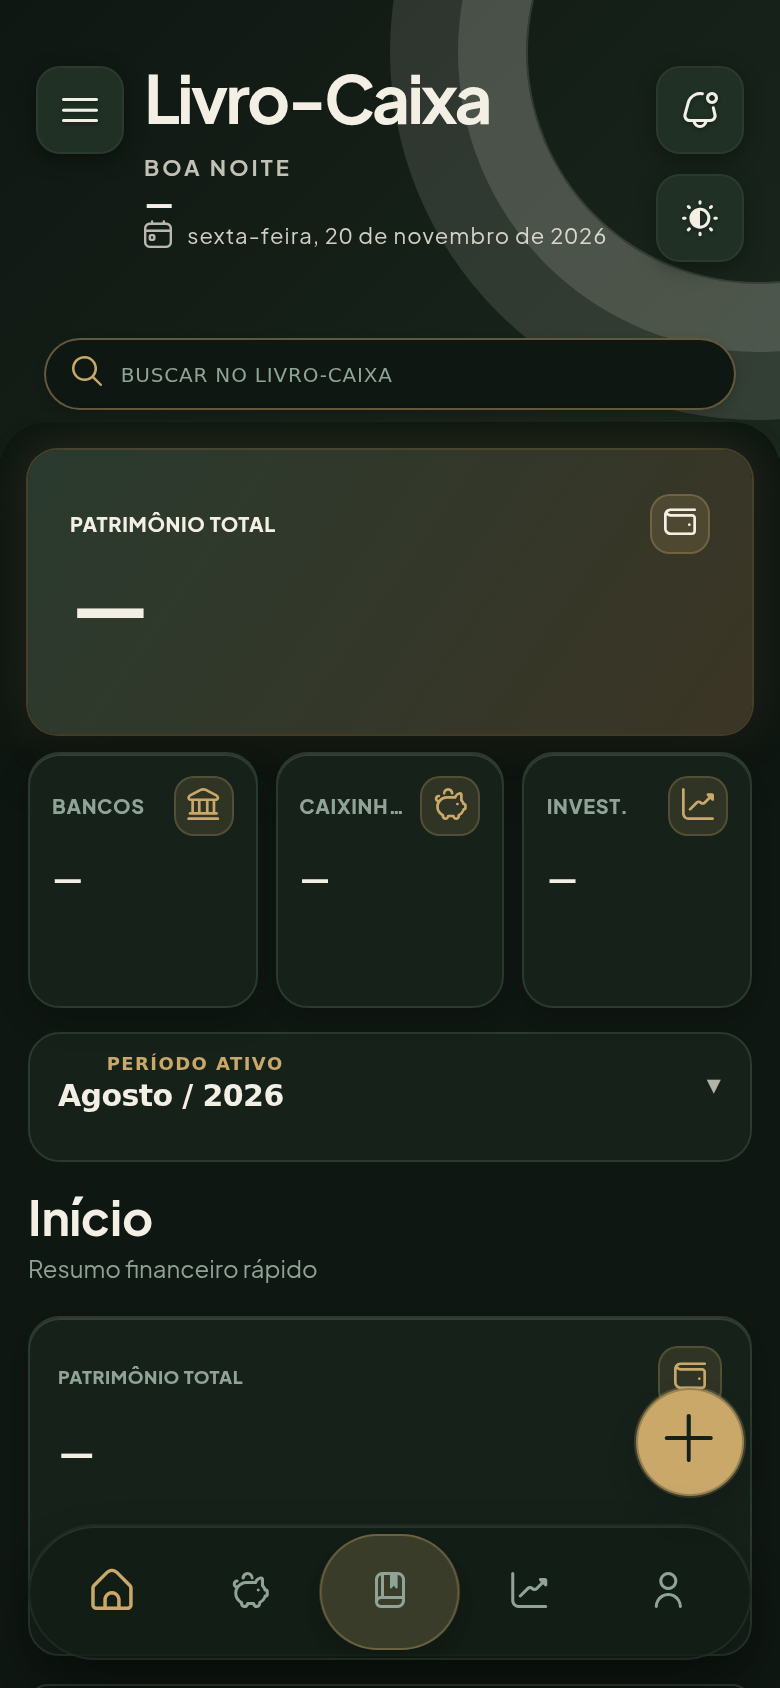 Livro-Caixa
BOA NOITE
—
sexta-feira, 20 de novembro de 2026
BUSCAR NO LIVRO-CAIXA
PATRIMÔNIO TOTAL
—
BANCOS
CAIXINH…
INVEST.
—
—
—
PERÍODO ATIVO
Agosto / 2026
Início
Resumo financeiro rápido
PATRIMÔNIO TOTAL
—